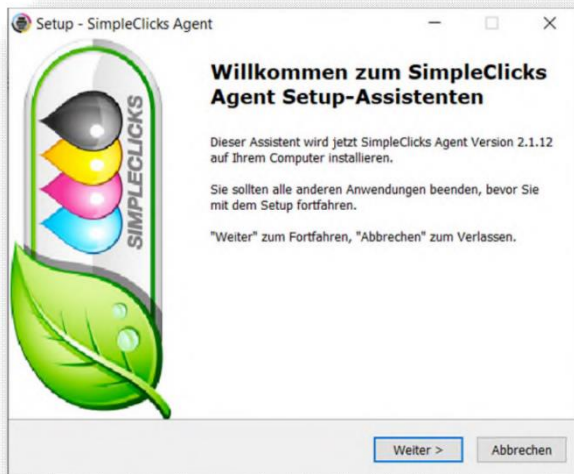 Setup - SimpleClicks Agent
SIMPLECLICKS
Willkommen zum SimpleClicks
Agent Setup-Assistenten
Dieser Assistent wird jetzt SimpleClicks Agent Version 2.1.12
auf Ihrem Computer installieren.
Sie sollten alle anderen Anwendungen beenden, bevor Sie
mit dem Setup fortfahren.
"Weiter" zum Fortfahren, "Abbrechen" zum Verlassen.
Weiter >
Abbrechen